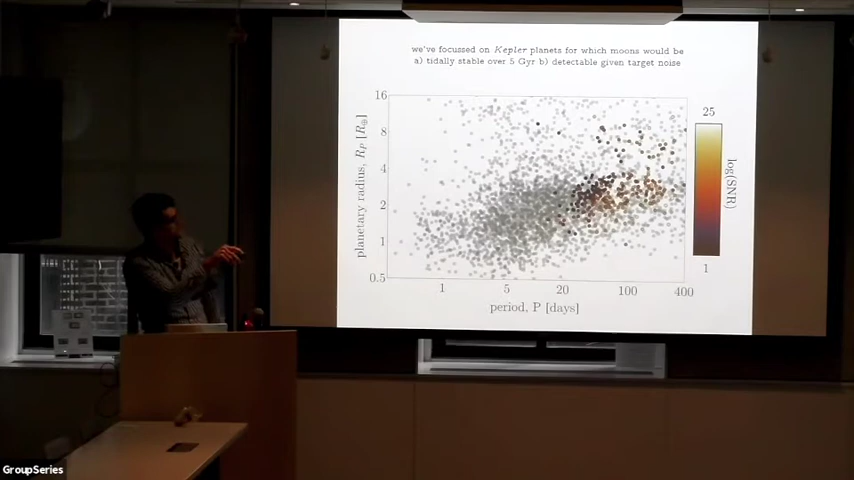 we've focussed on Kepler planets for which moons would be
a) tidally stable over 5 Gyr b) detectable given target noise
16
8
4
2
1
0.5
planetary radius, RP [R⊕]
1
5
20
100
400
period, P [days]
25
1
log(SNR)
GroupSeries